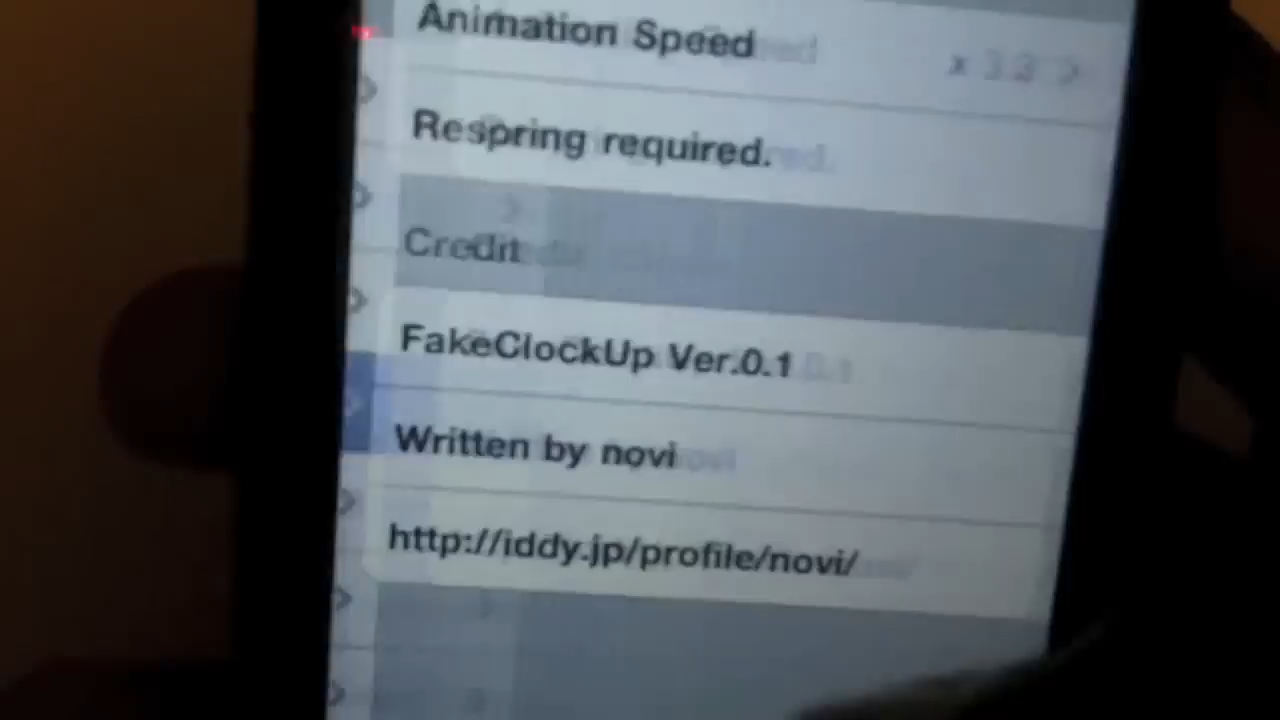 Animation Speed
Respring required.
Credit
FakeClockUp Ver.0.1
Written by novi
http://iddy.jp/profile/novi/